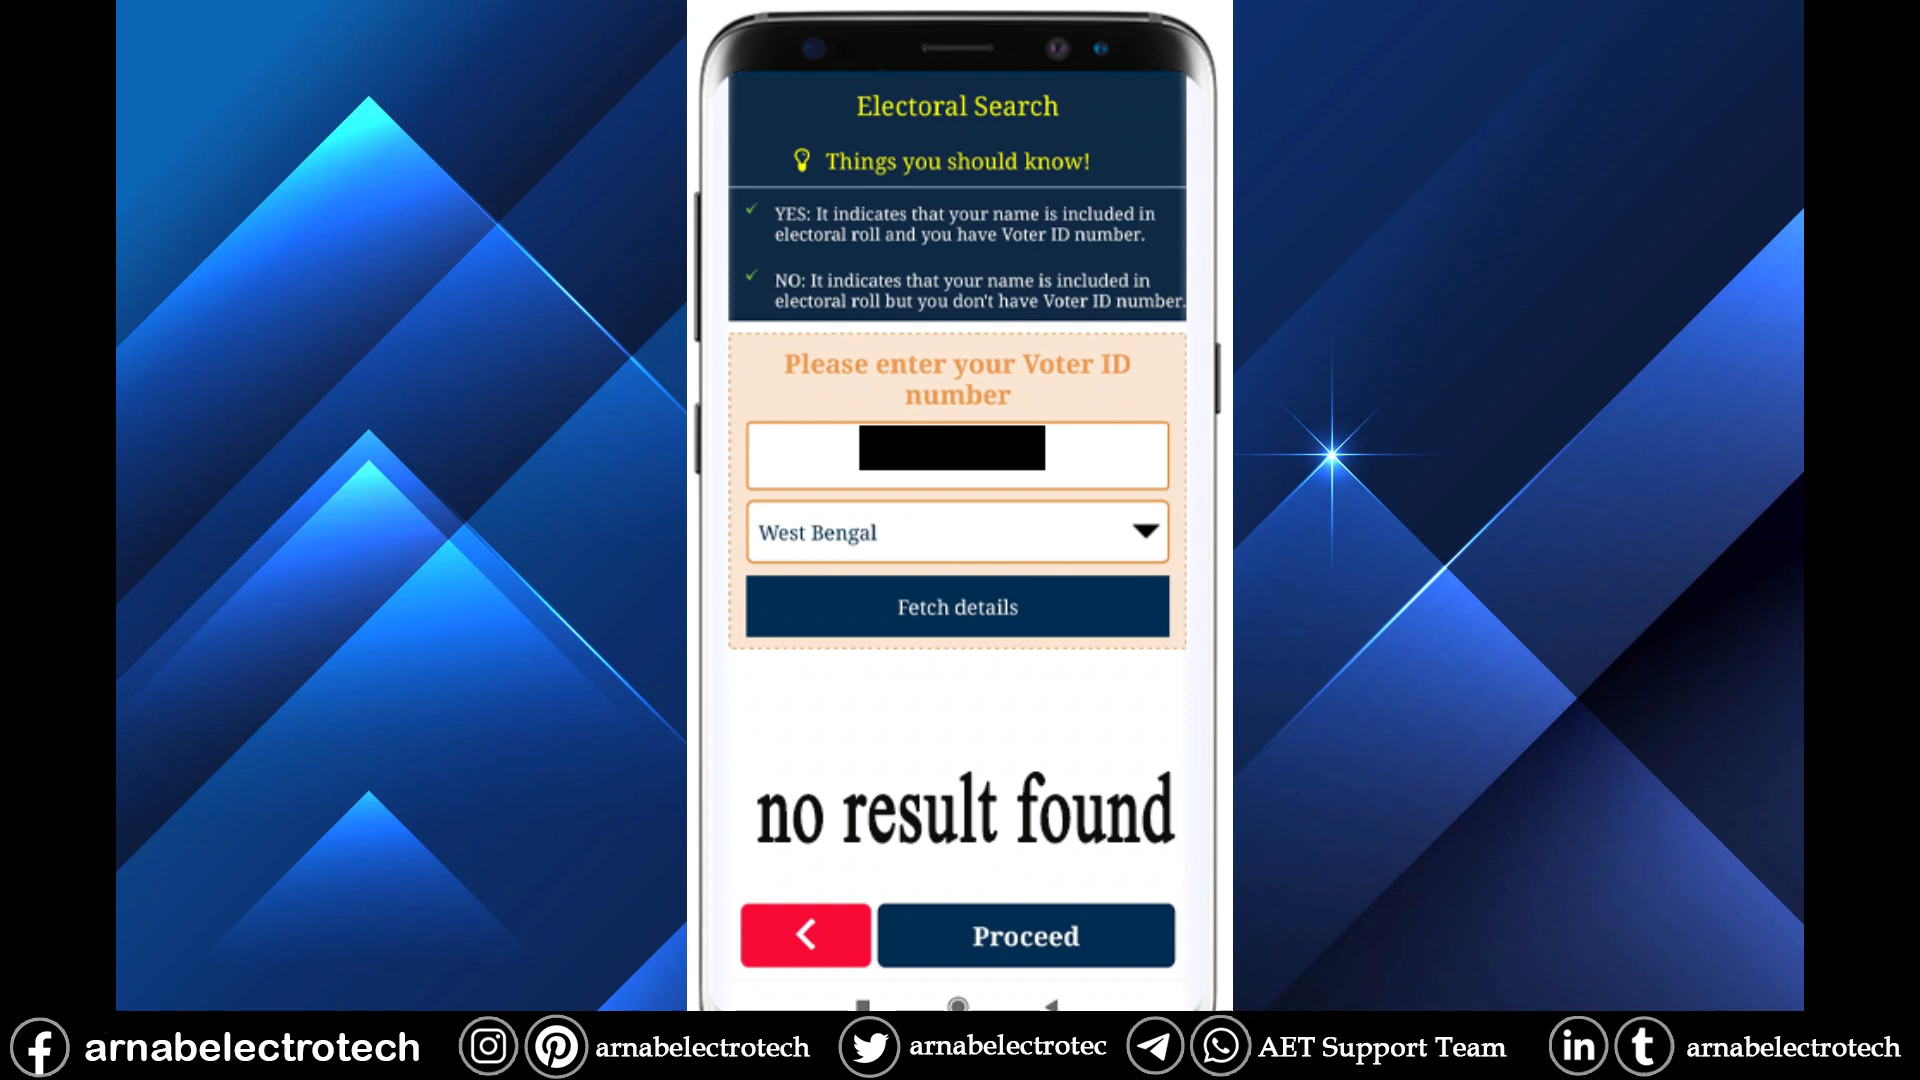 Electoral Search
Things you should know!
YES: It indicates that your name is included in
electoral roll and you have Voter ID number.
NO: It indicates that your name is included in
electoral roll but you don't have Voter ID number.
Please enter your Voter ID
number
West Bengal
Fetch details
no result found
Proceed
arnabelectrotech arnabelectrotech arnabelectrotec AET Support Team arnabelectrotech